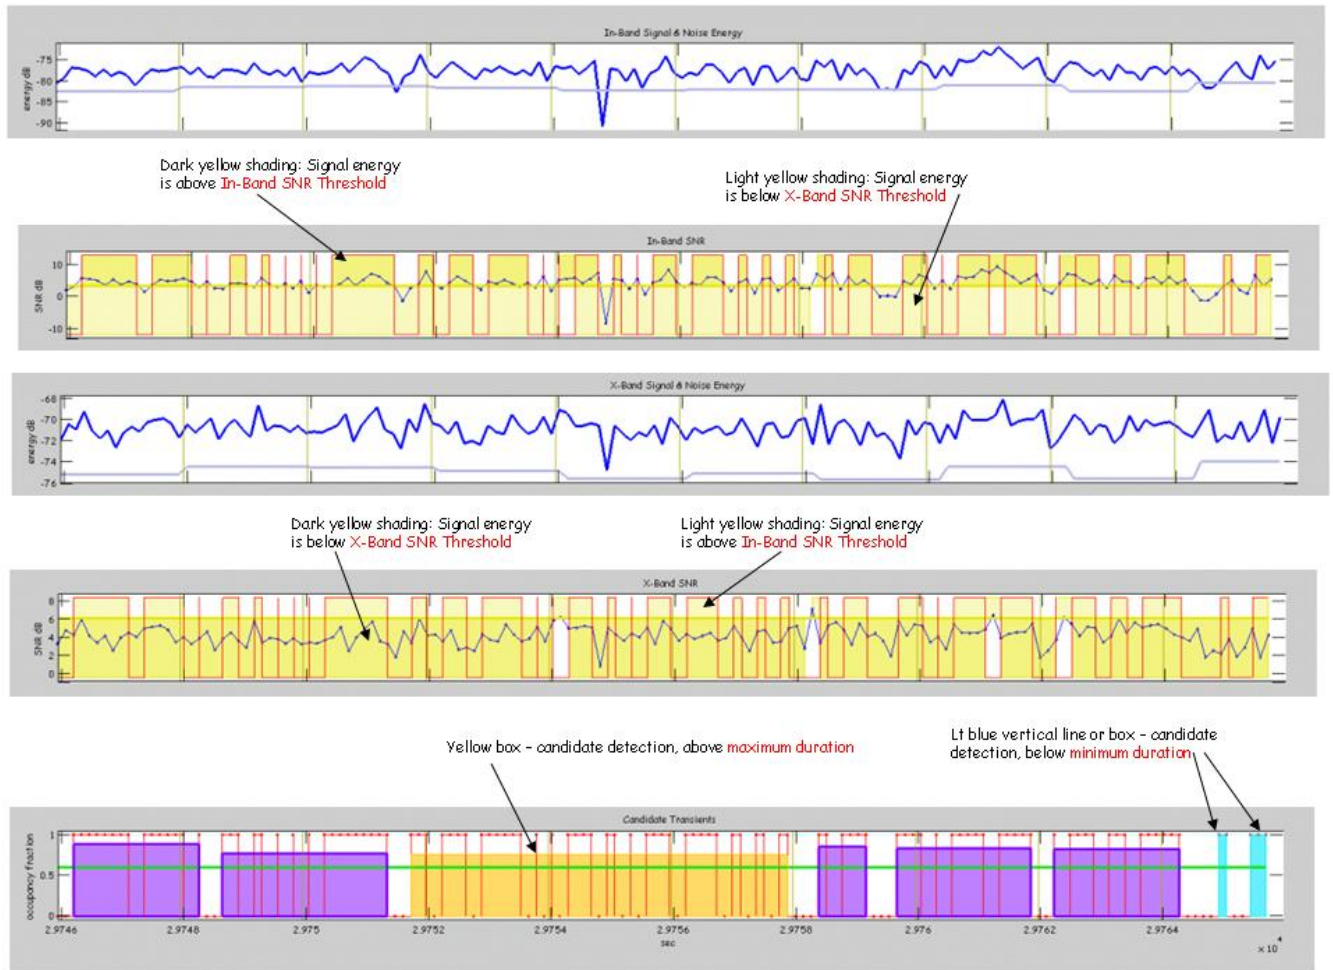 In-Band Signal & Noise Energy
energy dB
-75
-80
-85
-90
Dark yellow shading: Signal energy
is above In-Band SNR Threshold
Light yellow shading: Signal energy
is below X-Band SNR Threshold
In-Band SNR
SNR dB
10
0
-10
X-Band Signal & Noise Energy
energy dB
-68
-70
-72
-74
-76
Dark yellow shading: Signal energy
is below X-Band SNR Threshold
Light yellow shading: Signal energy
is above In-Band SNR Threshold
X-Band SNR
SNR dB
8
6
4
2
0
Yellow box - candidate detection, above maximum duration
Lt blue vertical line or box - candidate
detection, below minimum duration
Candidate Transients
occupancy fraction
1
0.5
0
2.9746 2.9748 2.975 2.9752 2.9754 2.9756 2.9758 2.976 2.9762 2.9764
sec
x 10 4